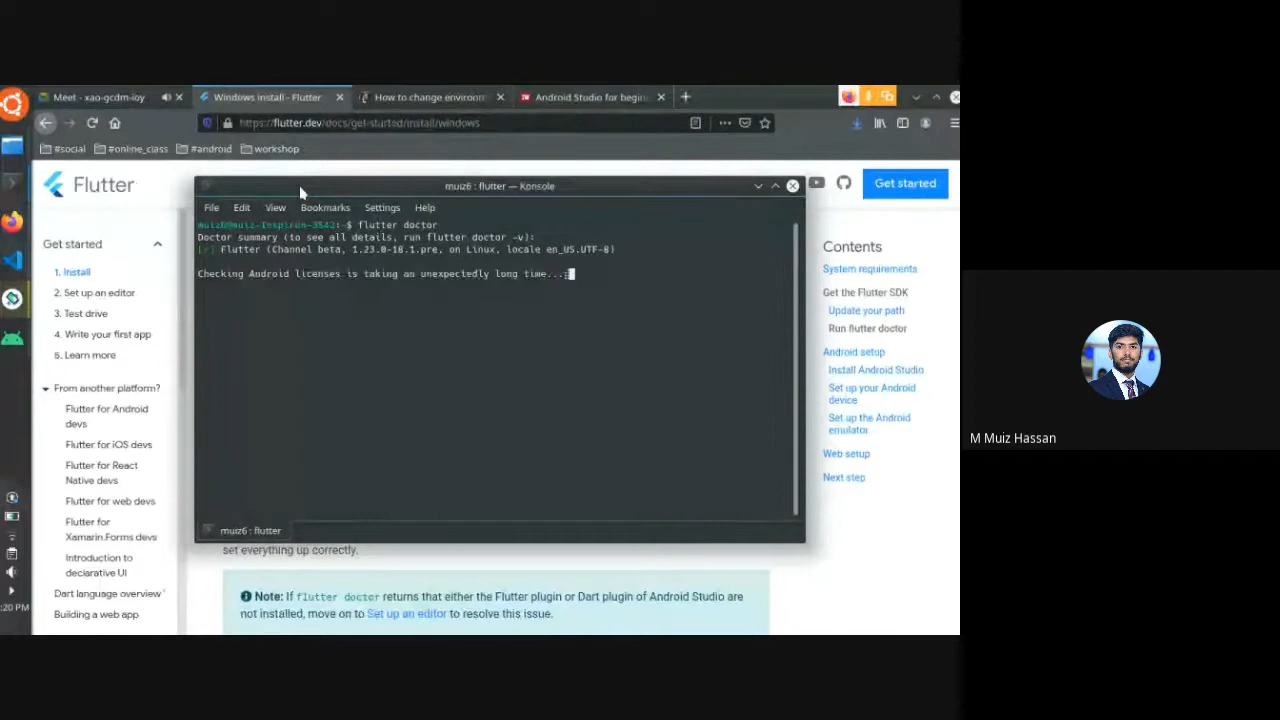 Meet - xao-gcdm-ioy
Windows install - Flutter
How to change environm
Android Studio for begin
https://flutter.dev/docs/get-started/install/windows
#social
#online_class
#android
workshop
Flutter
Get started
muiz6 : flutter — Konsole
File Edit View Bookmarks Settings Help
muiz6@muiz-Inspiron-3542:~$ flutter doctor
Doctor summary (to see all details, run flutter doctor -v):
[✓] Flutter (Channel beta, 1.23.0-18.1.pre, on Linux, locale en_US.UTF-8)
Checking Android licenses is taking an unexpectedly long time...
muiz6 : flutter
Get started
1. Install
2. Set up an editor
3. Test drive
4. Write your first app
5. Learn more
From another platform?
Flutter for Android
devs
Flutter for iOS devs
Flutter for React
Native devs
Flutter for web devs
Flutter for
Xamarin.Forms devs
Introduction to
declarative UI
Dart language overview
Building a web app
set everything up correctly.
Note: If flutter doctor returns that either the Flutter plugin or Dart plugin of Android Studio are
not installed, move on to Set up an editor to resolve this issue.
Contents
System requirements
Get the Flutter SDK
Update your path
Run flutter doctor
Android setup
Install Android Studio
Set up your Android
device
Set up the Android
emulator
Web setup
Next step
:20 PM
M Muiz Hassan